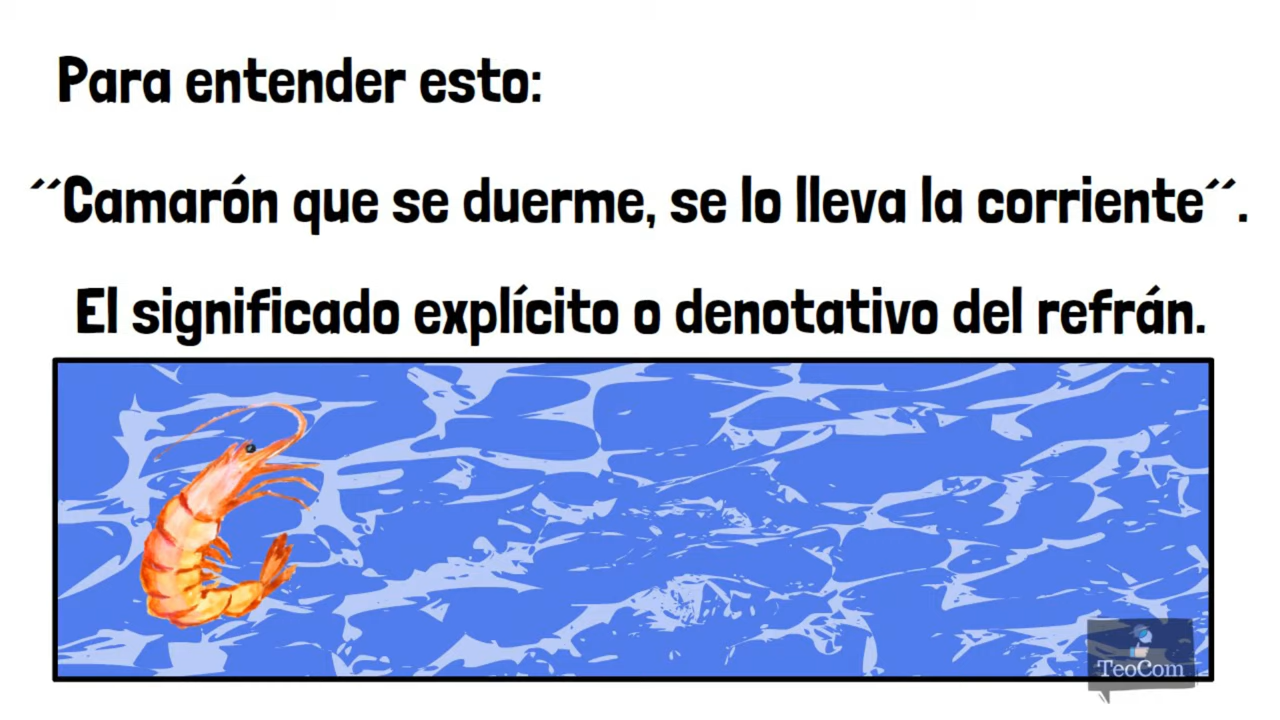 Para entender esto:
´´Camarón que se duerme, se lo lleva la corriente´´.
El significado explícito o denotativo del refrán.
TeoCom